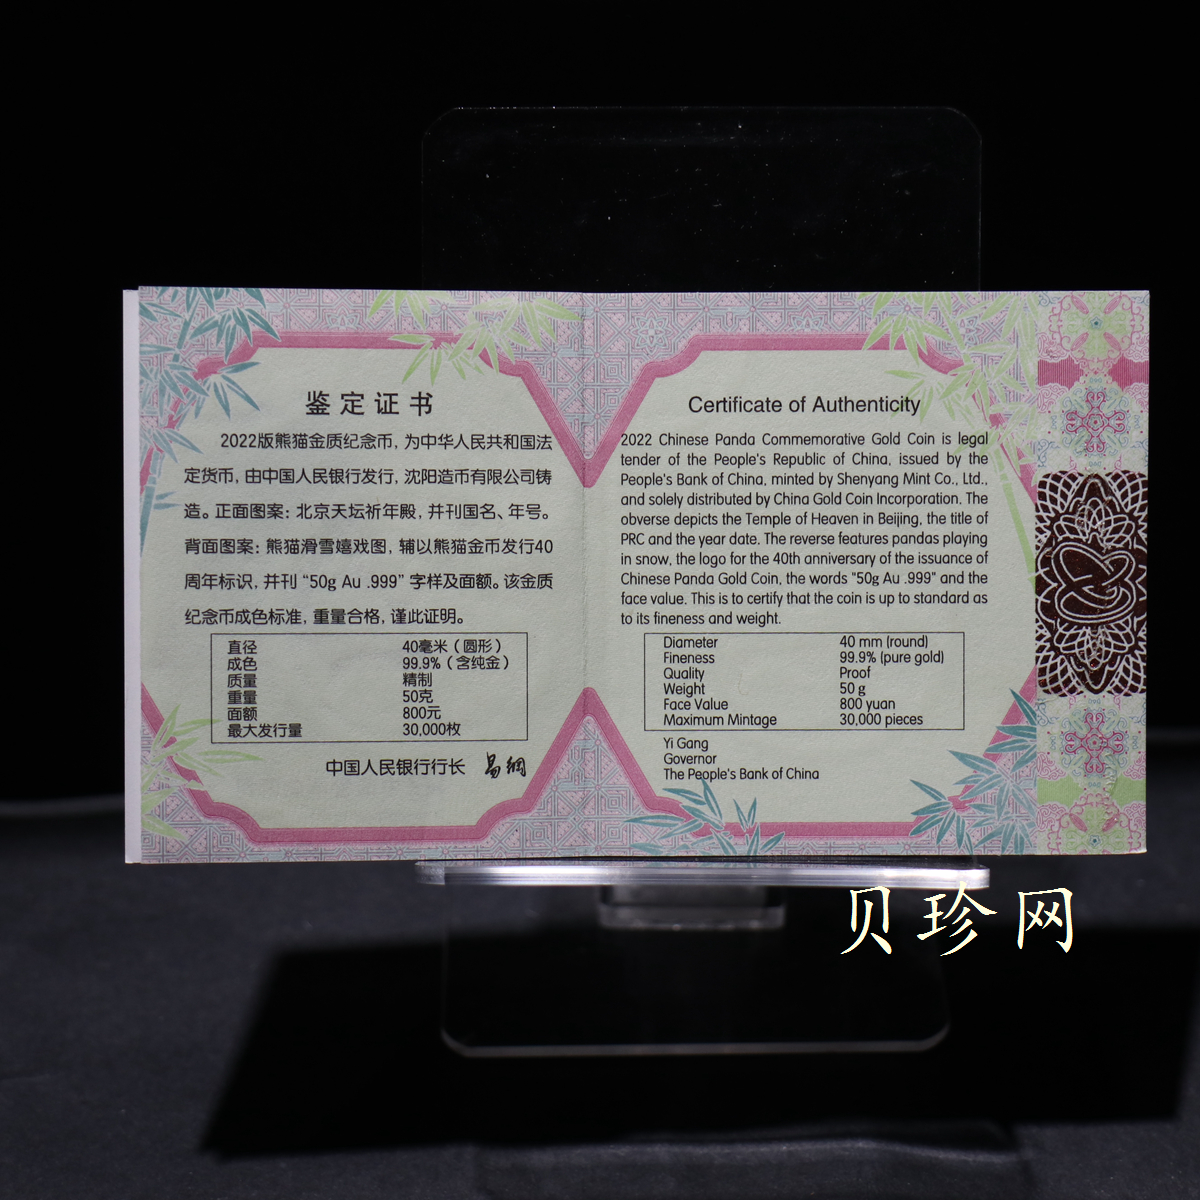 鉴定证书
2022版熊猫金质纪念币，为中华人民共和国法
定货币，由中国人民银行发行，沈阳造币有限公司铸
造。正面图案：北京天坛祈年殿，并刊国名、年号。
背面图案：熊猫滑雪嬉戏图，辅以熊猫金币发行40
周年标识，并刊“50g Au .999”字样及面额。该金质
纪念币成色标准，重量合格，谨此证明。
直径 40毫米（圆形）
成色 99.9%（含纯金）
质量 精制
重量 50克
面额 800元
最大发行量 30,000枚
中国人民银行行长 易纲
Certificate of Authenticity
2022 Chinese Panda Commemorative Gold Coin is legal
tender of the People's Republic of China, issued by the
People's Bank of China, minted by Shenyang Mint Co., Ltd.,
and solely distributed by China Gold Coin Incorporation. The
obverse depicts the Temple of Heaven in Beijing, the title of
PRC and the year date. The reverse features pandas playing
in snow, the logo for the 40th anniversary of the issuance of
Chinese Panda Gold Coin, the words "50g Au .999" and the
face value. This is to certify that the coin is up to standard as
to its fineness and weight.
Diameter 40 mm (round)
Fineness 99.9% (pure gold)
Quality Proof
Weight 50 g
Face Value 800 yuan
Maximum Mintage 30,000 pieces
Yi Gang
Governor
The People's Bank of China
贝珍网